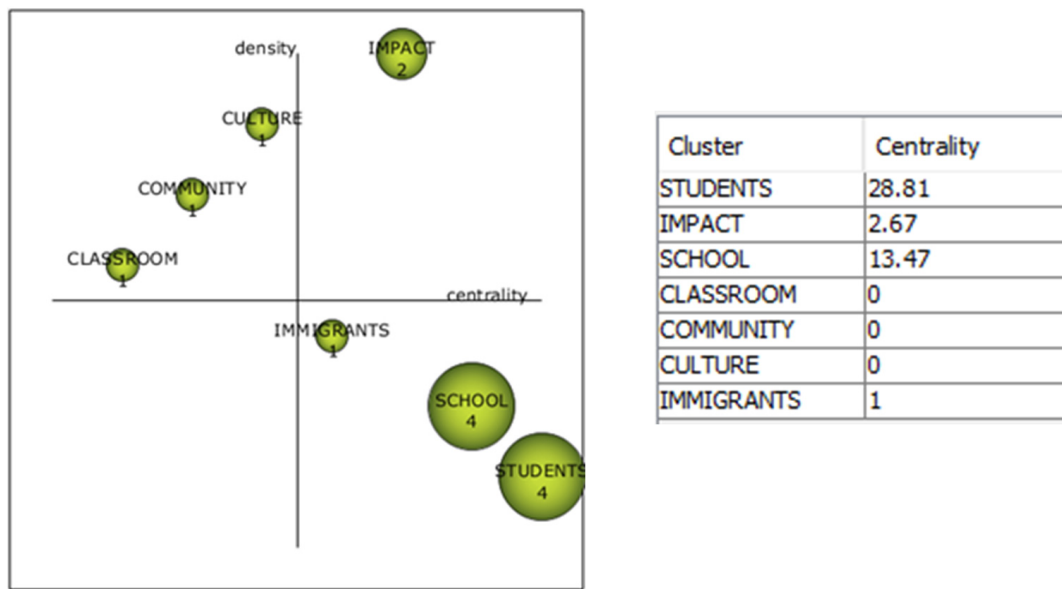 density
IMPACT
2
CULTURE
1
COMMUNITY
1
CLASSROOM
1
centrality
IMMIGRANTS
1
SCHOOL
4
STUDENTS
4
Cluster Centrality
STUDENTS 28.81
IMPACT 2.67
SCHOOL 13.47
CLASSROOM 0
COMMUNITY 0
CULTURE 0
IMMIGRANTS 1